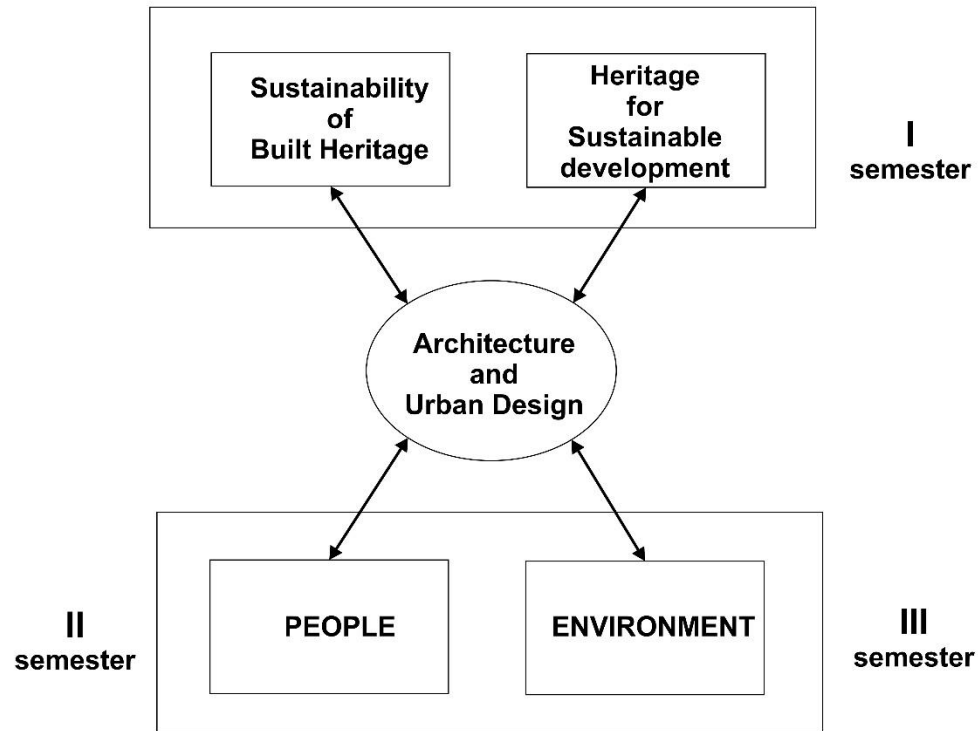 Sustainability
of
Built Heritage
Heritage
for
Sustainable
development
I
semester
Architecture
and
Urban Design
II
semester
PEOPLE
ENVIRONMENT
III
semester